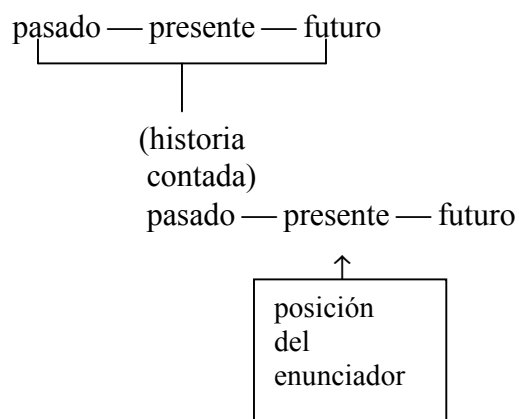 pasado — presente — futuro
(historia
contada)
pasado — presente — futuro
posición
del
enunciador